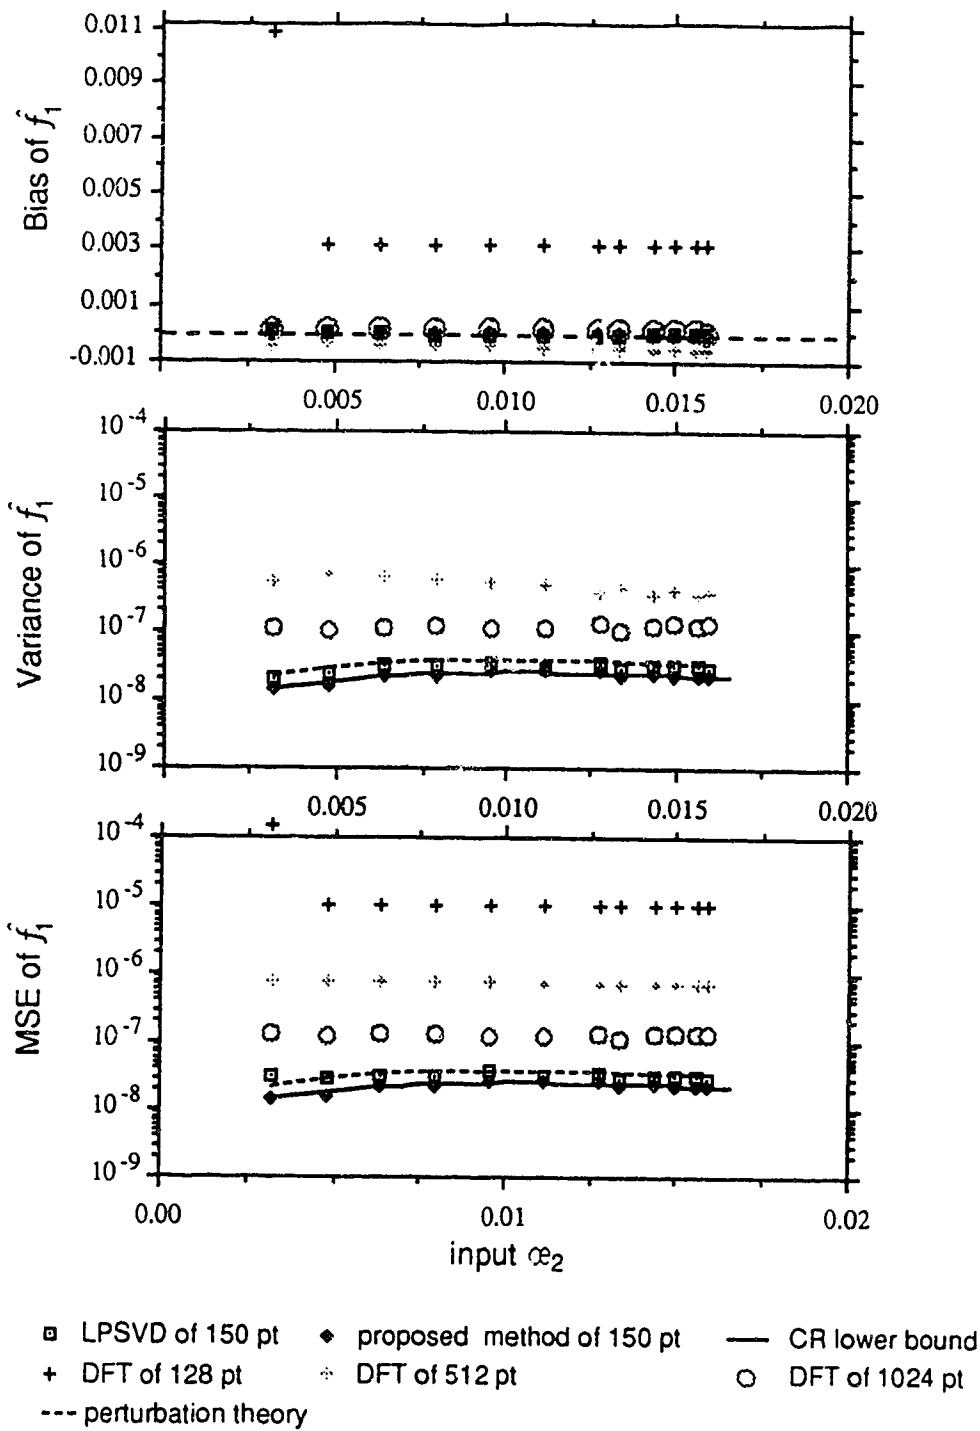 Bias of f̂₁
0.011
0.009
0.007
0.005
0.003
0.001
-0.001
0.005 0.010 0.015 0.020
Variance of f̂₁
10⁻⁴
10⁻⁵
10⁻⁶
10⁻⁷
10⁻⁸
10⁻⁹
0.005 0.010 0.015 0.020
MSE of f̂₁
10⁻⁴
10⁻⁵
10⁻⁶
10⁻⁷
10⁻⁸
10⁻⁹
0.00 0.01 0.02
input œ₂
LPSVD of 150 pt proposed method of 150 pt CR lower bound
DFT of 128 pt DFT of 512 pt DFT of 1024 pt
perturbation theory